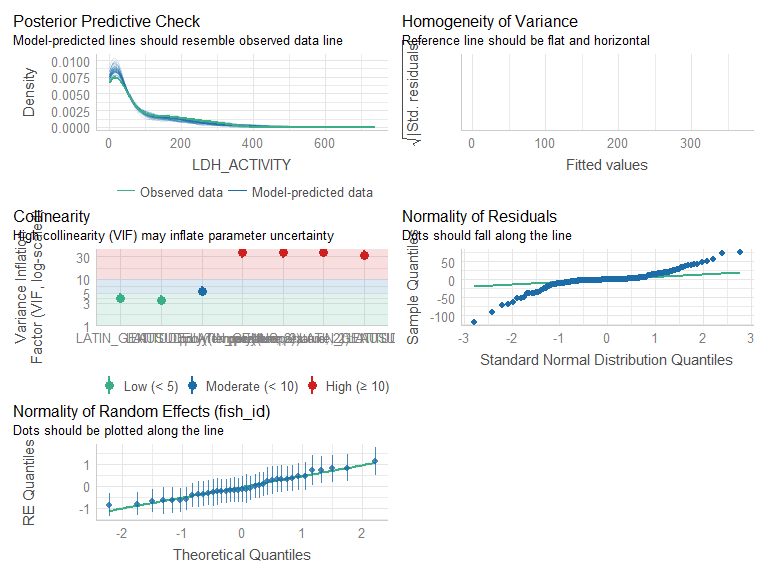 Posterior Predictive Check
Model-predicted lines should resemble observed data line
Density
0.0100
0.0075
0.0050
0.0025
0.0000
0 200 400 600
LDH_ACTIVITY
Observed data Model-predicted data
Homogeneity of Variance
Reference line should be flat and horizontal
√|Std. residuals|
0 100 200 300
Fitted values
Collinearity
High collinearity (VIF) may inflate parameter uncertainty
Variance Inflation
Factor (VIF, log-scaled)
30
10
5
3
1
Low (< 5) Moderate (< 10) High (≥ 10)
Normality of Residuals
Dots should fall along the line
Sample Quantiles
50
0
-50
-100
-3 -2 -1 0 1 2 3
Standard Normal Distribution Quantiles
Normality of Random Effects (fish_id)
Dots should be plotted along the line
RE Quantiles
1
0
-1
-2 -1 0 1 2
Theoretical Quantiles